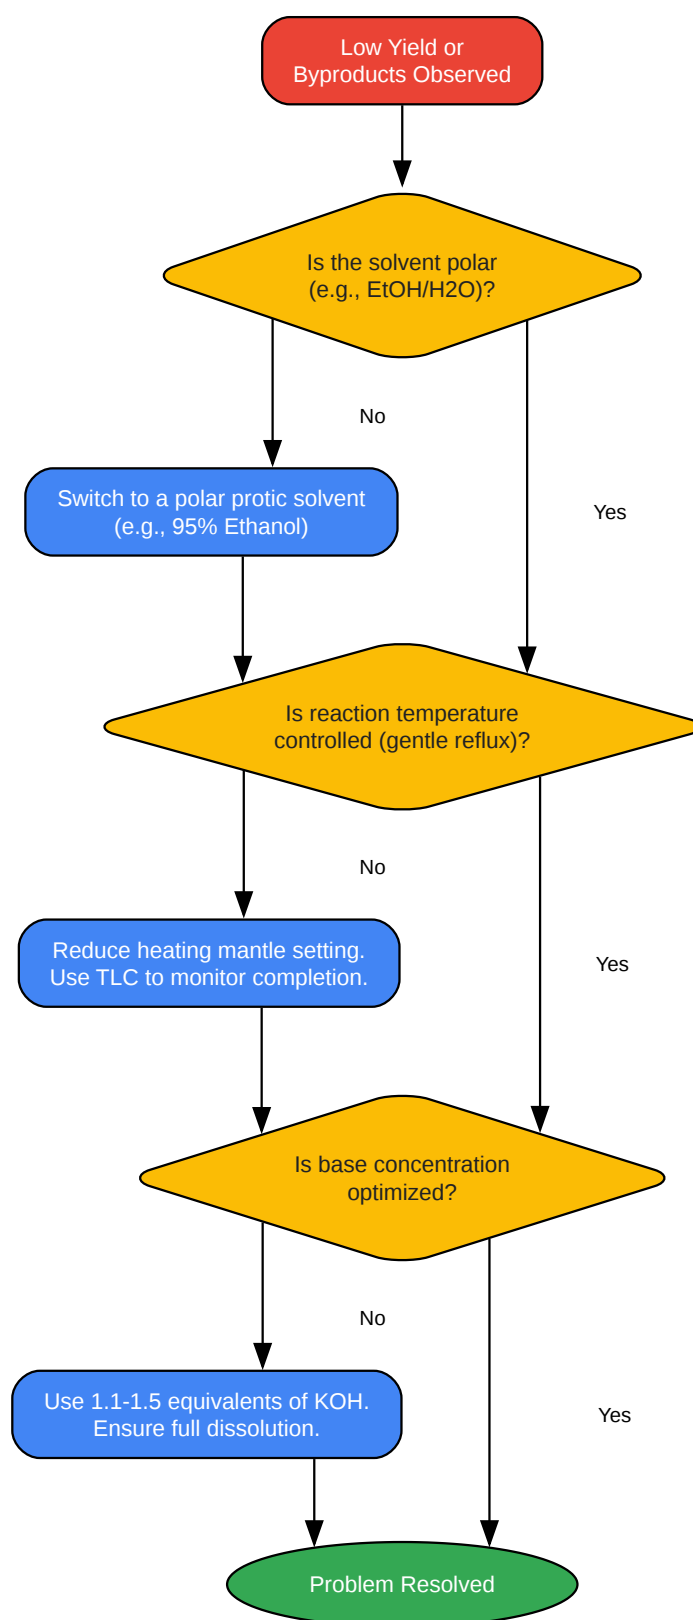 Low Yield or
Byproducts Observed
Is the solvent polar
(e.g., EtOH/H2O)?
No
Switch to a polar protic solvent
(e.g., 95% Ethanol)
Yes
Is reaction temperature
controlled (gentle reflux)?
No
Reduce heating mantle setting.
Use TLC to monitor completion.
Yes
Is base concentration
optimized?
No
Use 1.1-1.5 equivalents of KOH.
Ensure full dissolution.
Yes
Problem Resolved